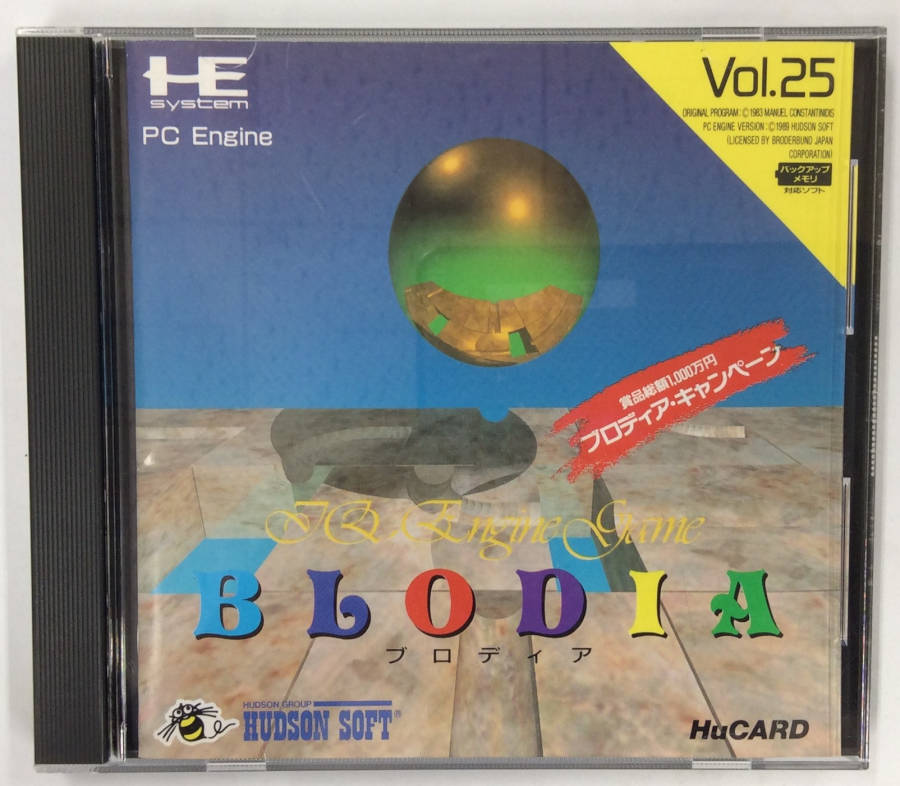 HE
system
PC Engine
Vol.25
ORIGINAL PROGRAM:©1983 MANUEL CONSTANTINIDIS
PC ENGINE VERSION:©1989 HUDSON SOFT
(LICENSED BY BRODERBUND JAPAN
CORPORATION)
バックアップ
メモリ
対応ソフト
賞品総額1,000万円
ブロディア・キャンペーン
IQ Engine Game
BLODIA
ブロディア
HUDSON GROUP
HUDSON SOFT®
HuCARD